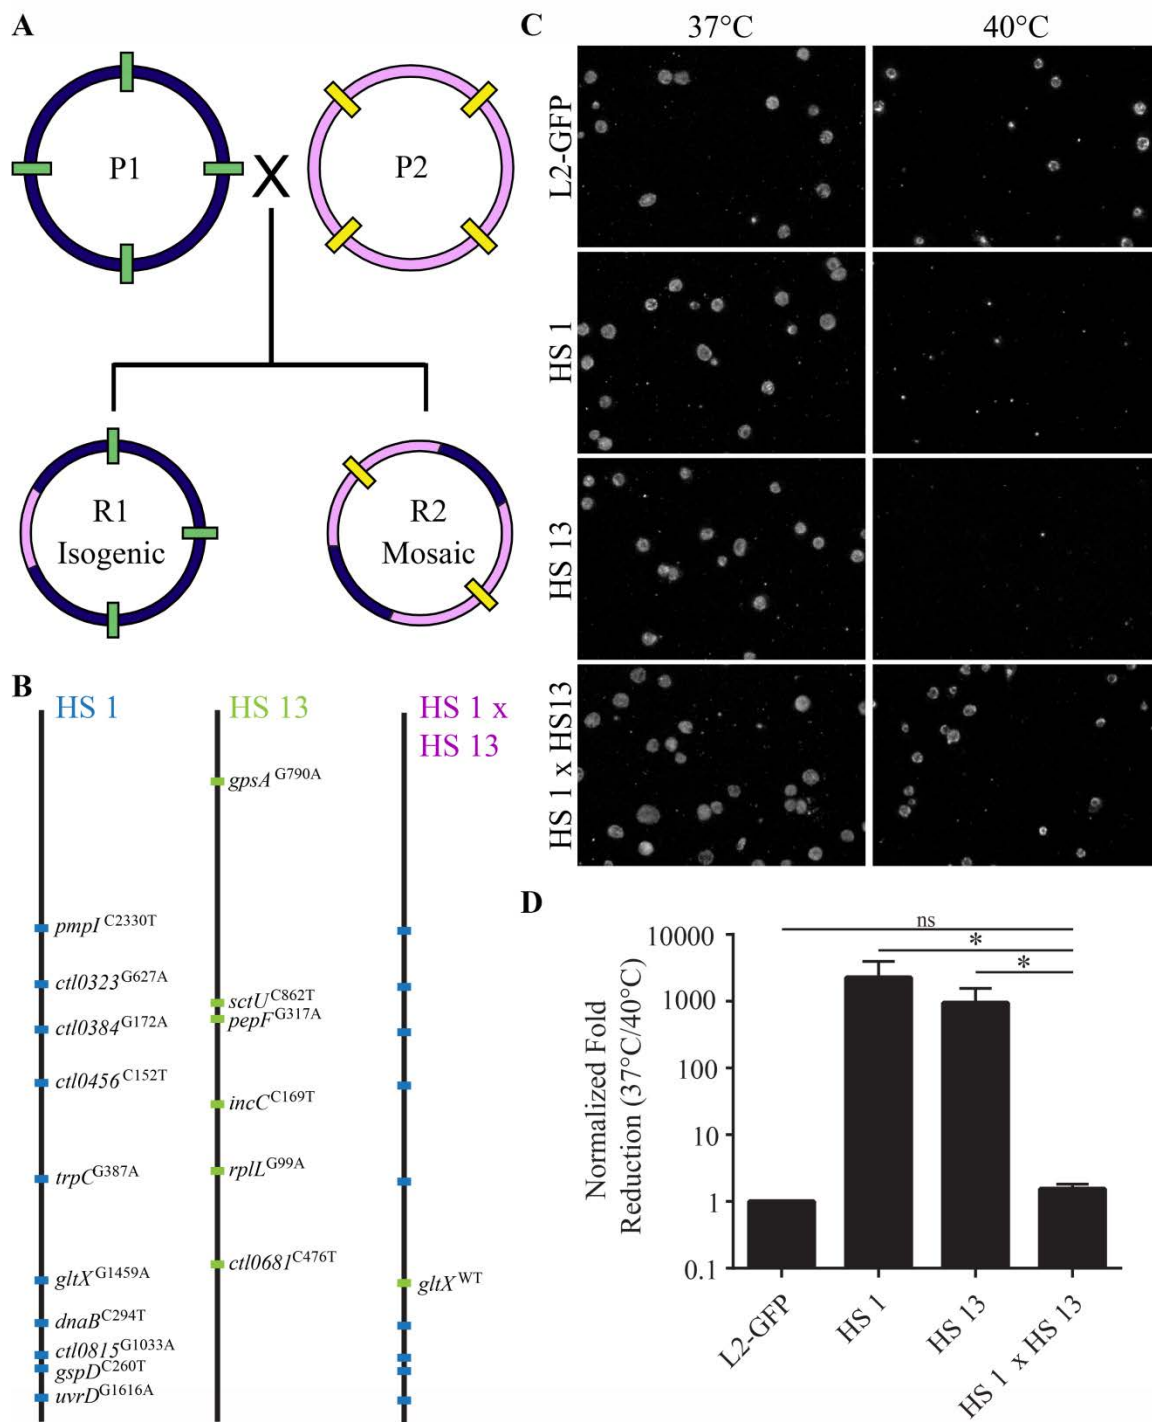 A
P1
X
P2
R1
Isogenic
R2
Mosaic
B
HS 1
HS 13
HS 1 x
HS 13
gpsA G790A
pmpI C2330T
ctl0323 G627A
sctU C862T
pepF G317A
ctl0384 G172A
ctl0456 C152T
incC C169T
rplL G99A
trpC G387A
ctl0681 C476T
gltX G1459A
gltX WT
dnaB C294T
ctl0815 G1033A
gspD C260T
uvrD G1616A
C
37°C
40°C
L2-GFP
HS 1
HS 13
HS 1 x HS13
D
ns
*
*
Normalized Fold
Reduction (37°C/40°C)
10000
1000
100
10
1
0.1
L2-GFP
HS 1
HS 13
HS 1 x HS 13